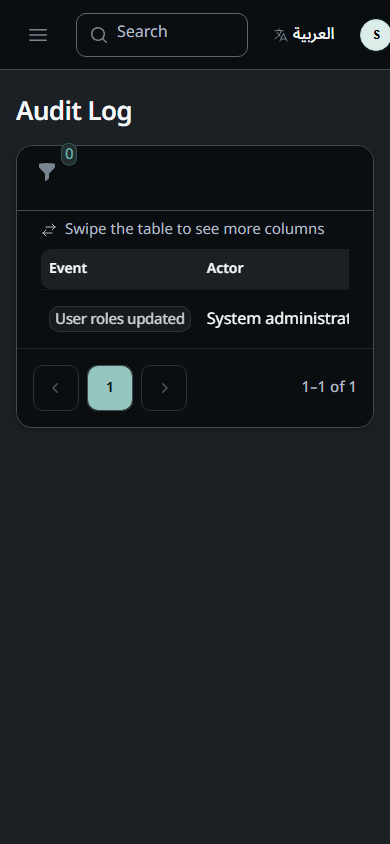 Search
العربية
S
Audit Log
0
Swipe the table to see more columns
Event Actor
User roles updated System administrat
1
1–1 of 1